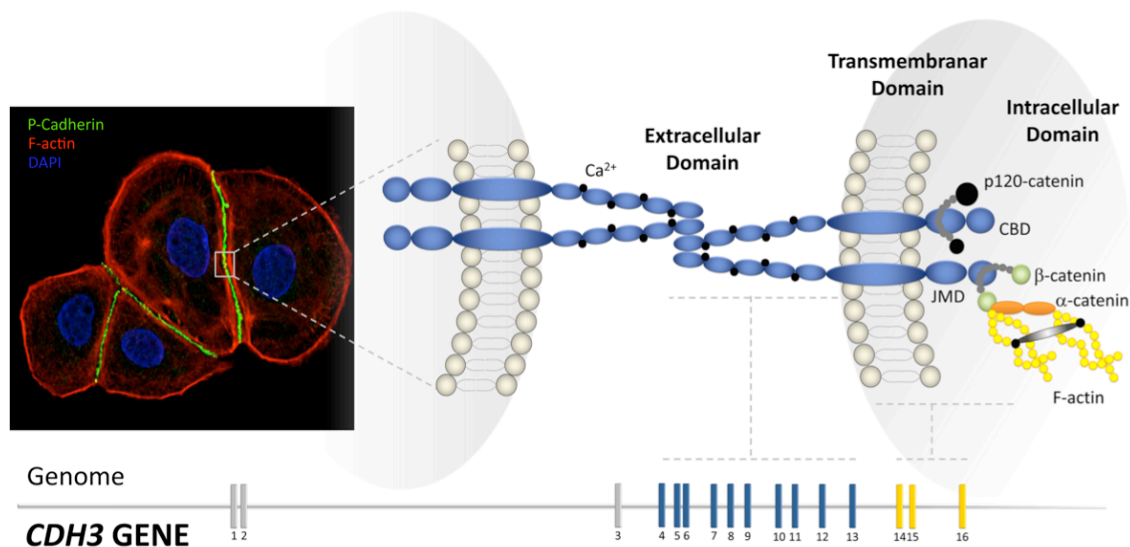 P-Cadherin
F-actin
DAPI
Transmembranar
Domain
Intracellular
Domain
Extracellular
Domain
Ca²⁺
p120-catenin
CBD
β-catenin
JMD
α-catenin
F-actin
Genome
CDH3 GENE
1 2 3 4 5 6 7 8 9 10 11 12 13 14 15 16